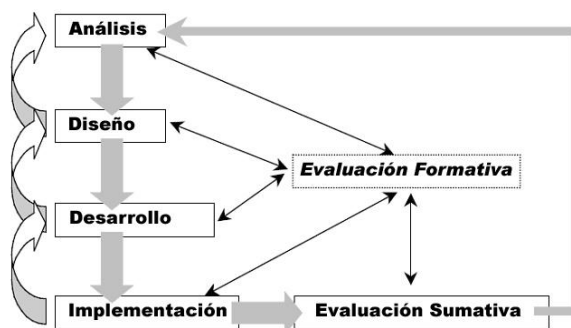 Análisis
Diseño
Evaluación Formativa
Desarrollo
Implementación
Evaluación Sumativa